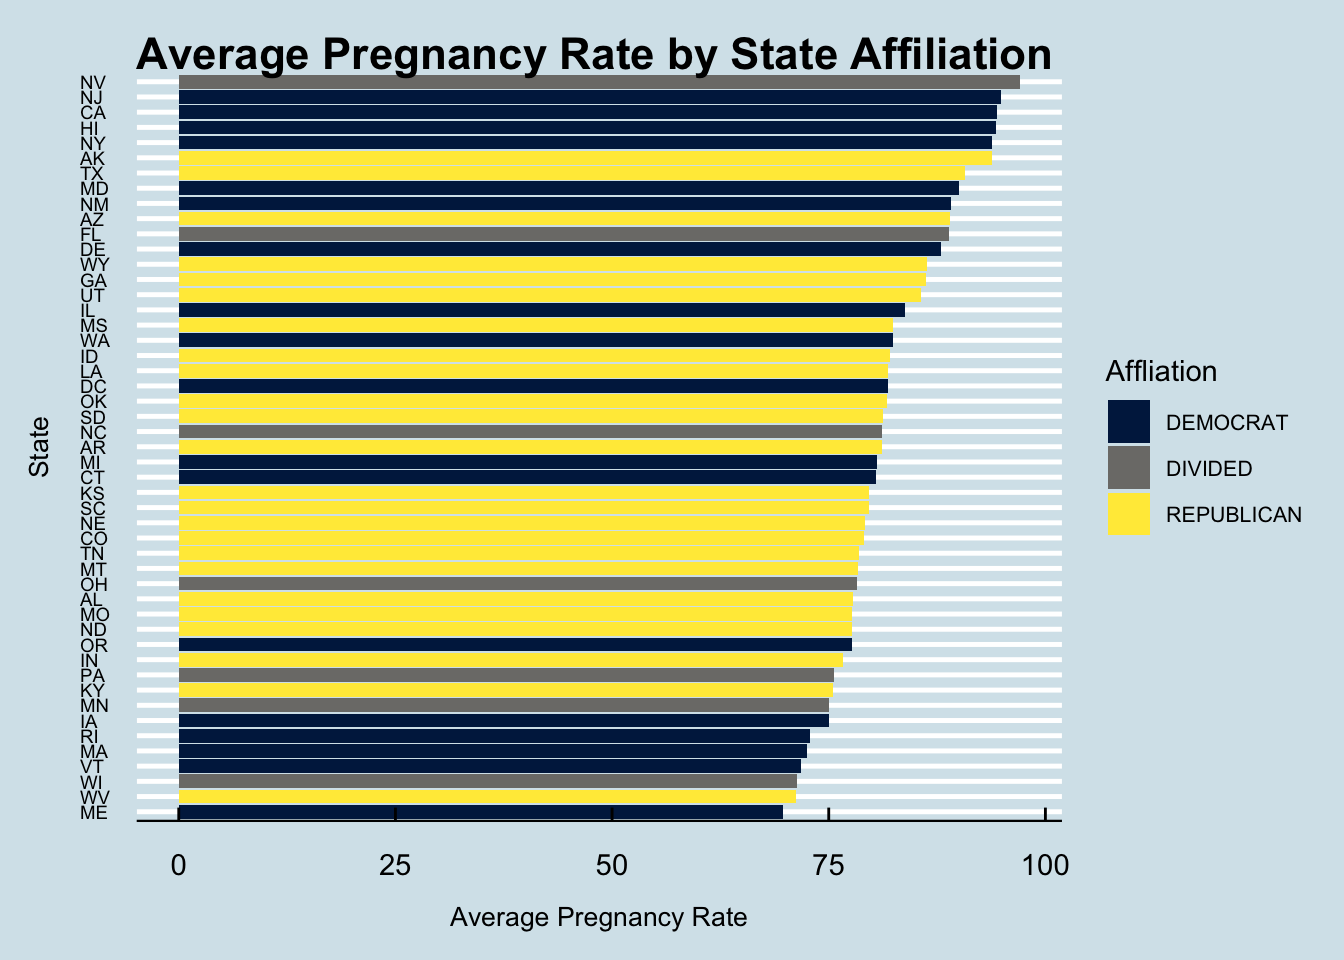 Average Pregnancy Rate by State Affiliation
NV
NJ
CA
HI
NY
AK
TX
MD
NM
AZ
FL
DE
WY
GA
UT
IL
MS
WA
ID
LA
DC
OK
SD
NC
AR
MI
CT
KS
SC
NE
CO
TN
MT
OH
AL
MO
ND
OR
IN
PA
KY
MN
IA
RI
MA
VT
WI
WV
ME
State
0 25 50 75 100
Average Pregnancy Rate
Affliation
DEMOCRAT
DIVIDED
REPUBLICAN